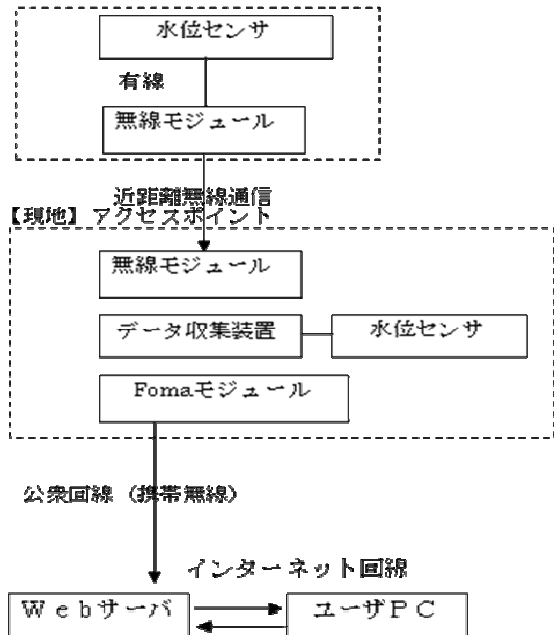 水位センサ
有線
無線モジュール
近距離無線通信
【現地】アクセスポイント
無線モジュール
データ収集装置
水位センサ
Fomaモジュール
公衆回線（携帯無線）
インターネット回線
Ｗｅｂサーバ
ユーザＰＣ